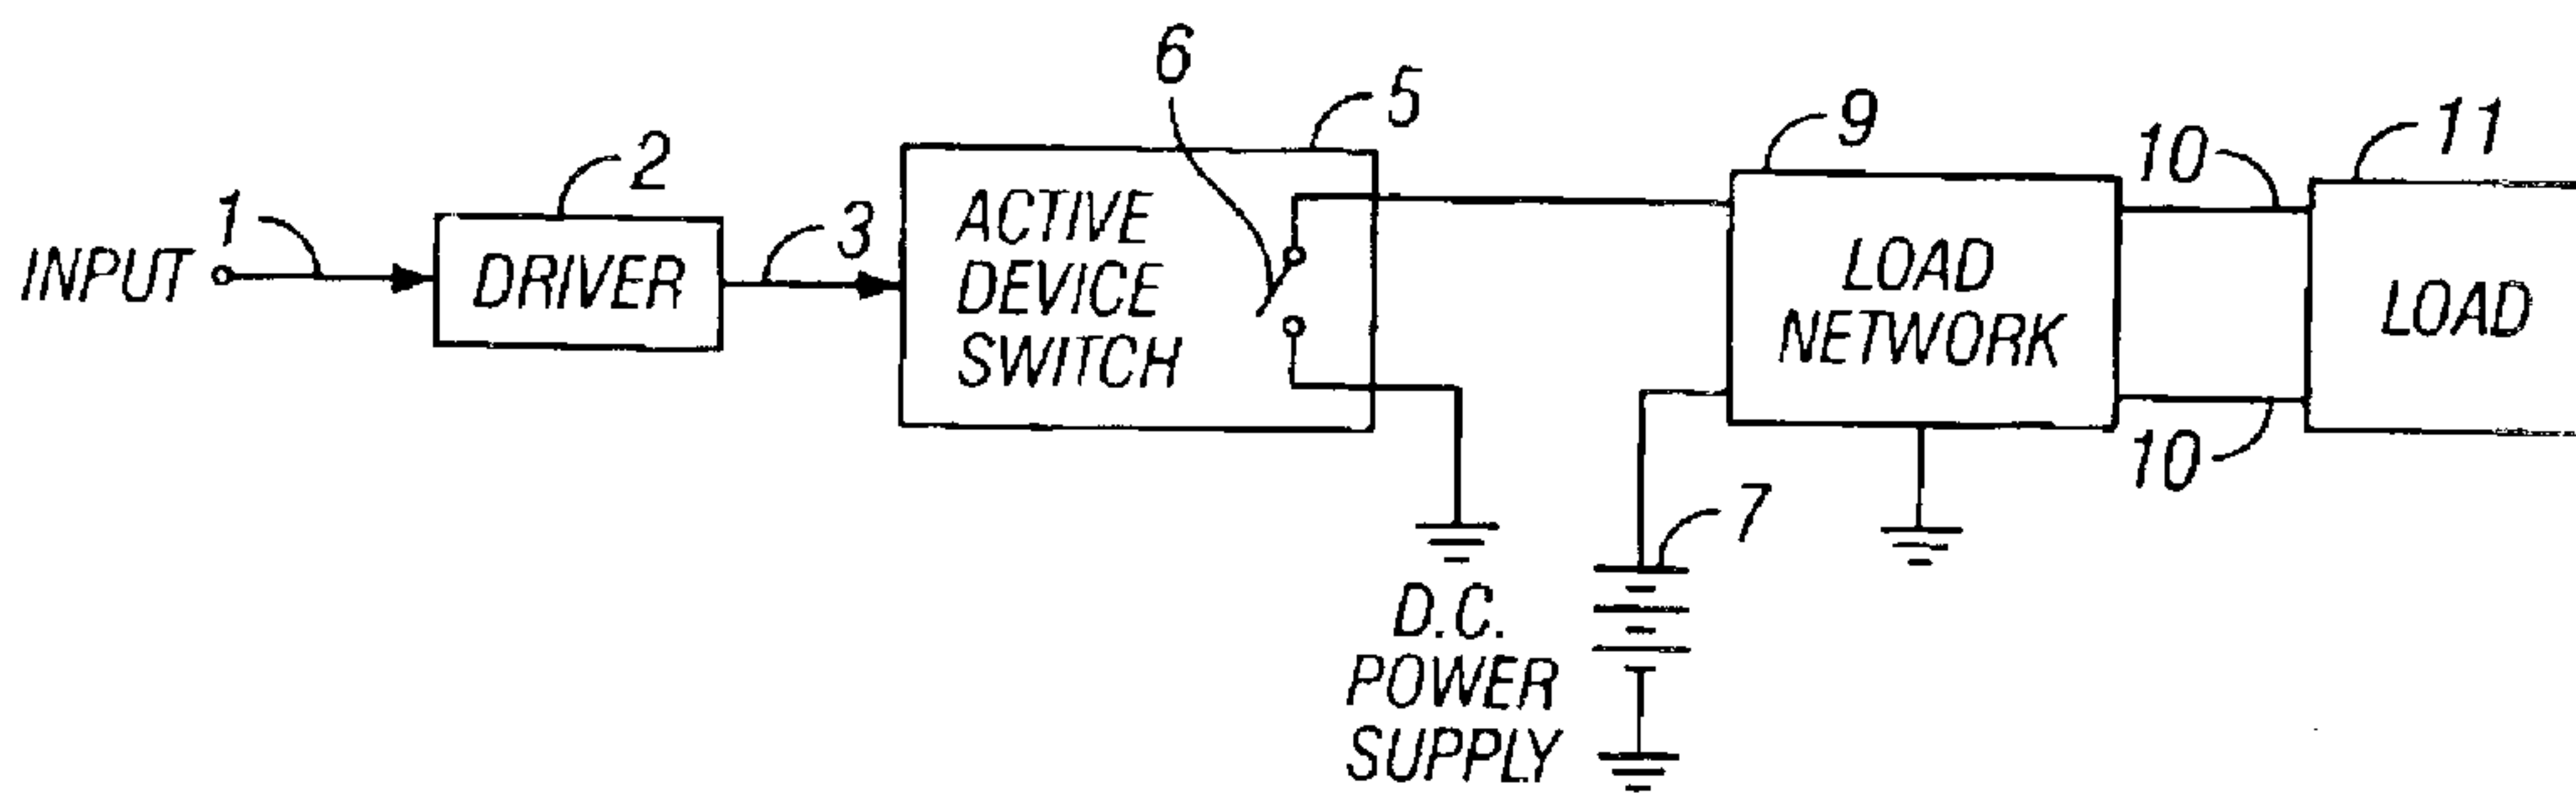 6
5
9
10
11
2
1
3
INPUT
DRIVER
ACTIVE
DEVICE
SWITCH
LOAD
NETWORK
LOAD
10
7
D.C.
POWER
SUPPLY